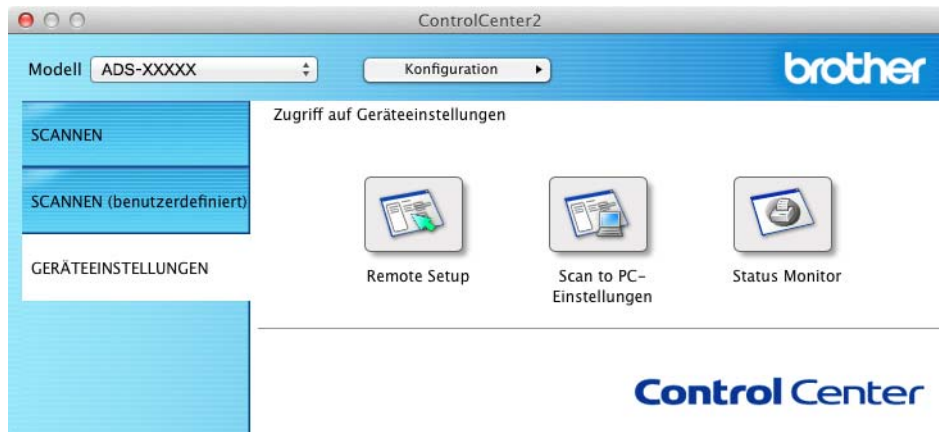 ControlCenter2
Modell ADS-XXXXX Konfiguration brother
SCANNEN
SCANNEN (benutzerdefiniert)
GERÄTEEINSTELLUNGEN
Zugriff auf Geräteeinstellungen
Remote Setup
Scan to PC-
Einstellungen
Status Monitor
Control Center